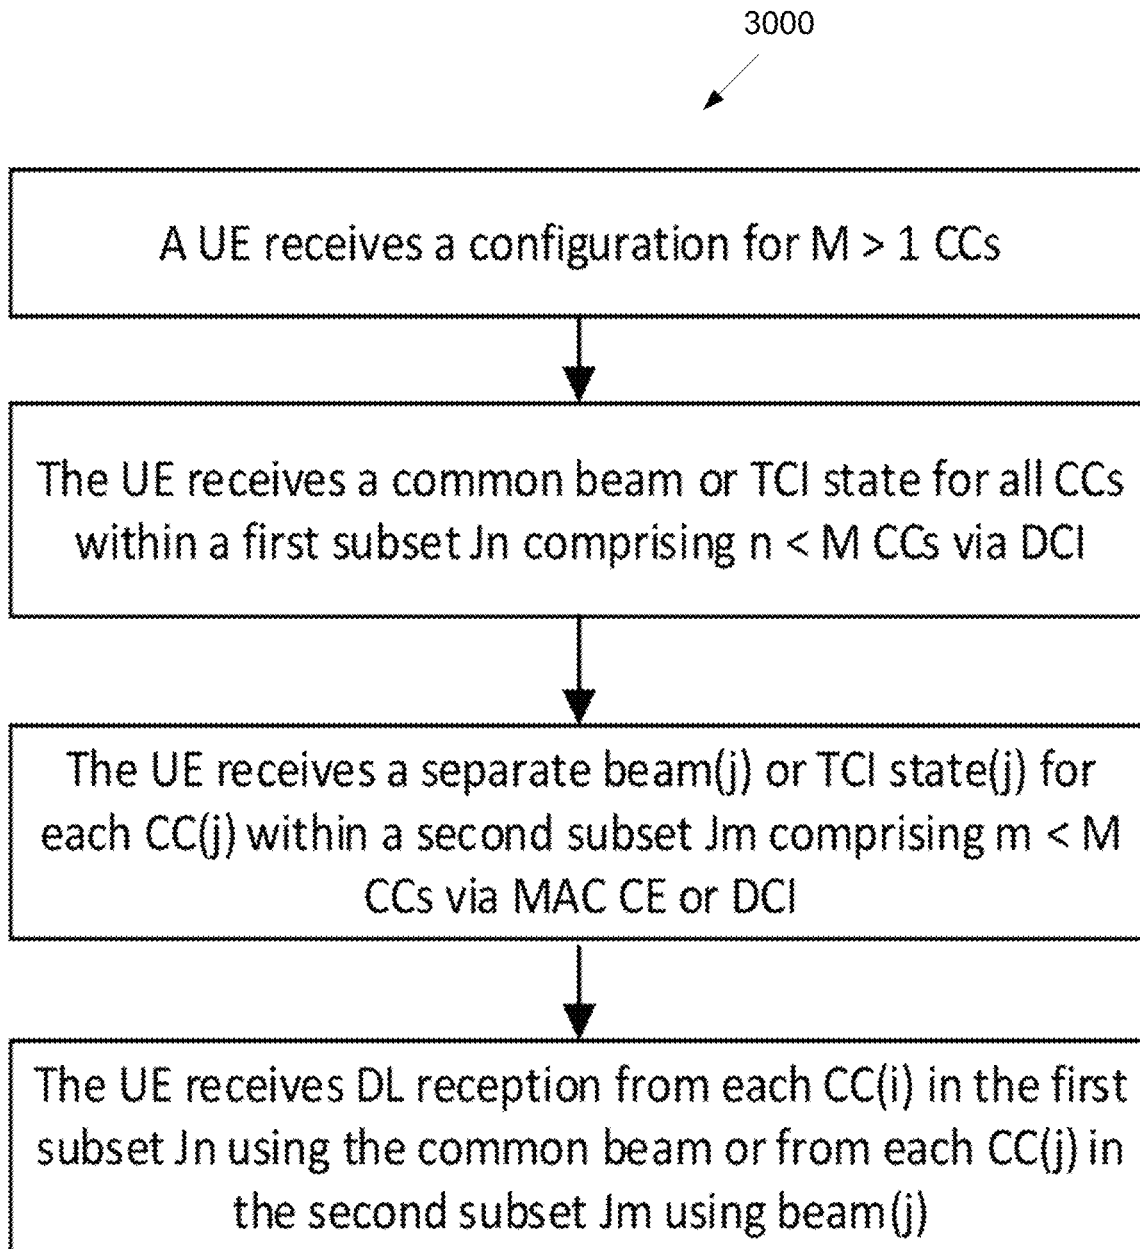 3000
A UE receives a configuration for M > 1 CCs
The UE receives a common beam or TCI state for all CCs
within a first subset Jn comprising n < M CCs via DCI
The UE receives a separate beam(j) or TCI state(j) for
each CC(j) within a second subset Jm comprising m < M
CCs via MAC CE or DCI
The UE receives DL reception from each CC(i) in the first
subset Jn using the common beam or from each CC(j) in
the second subset Jm using beam(j)